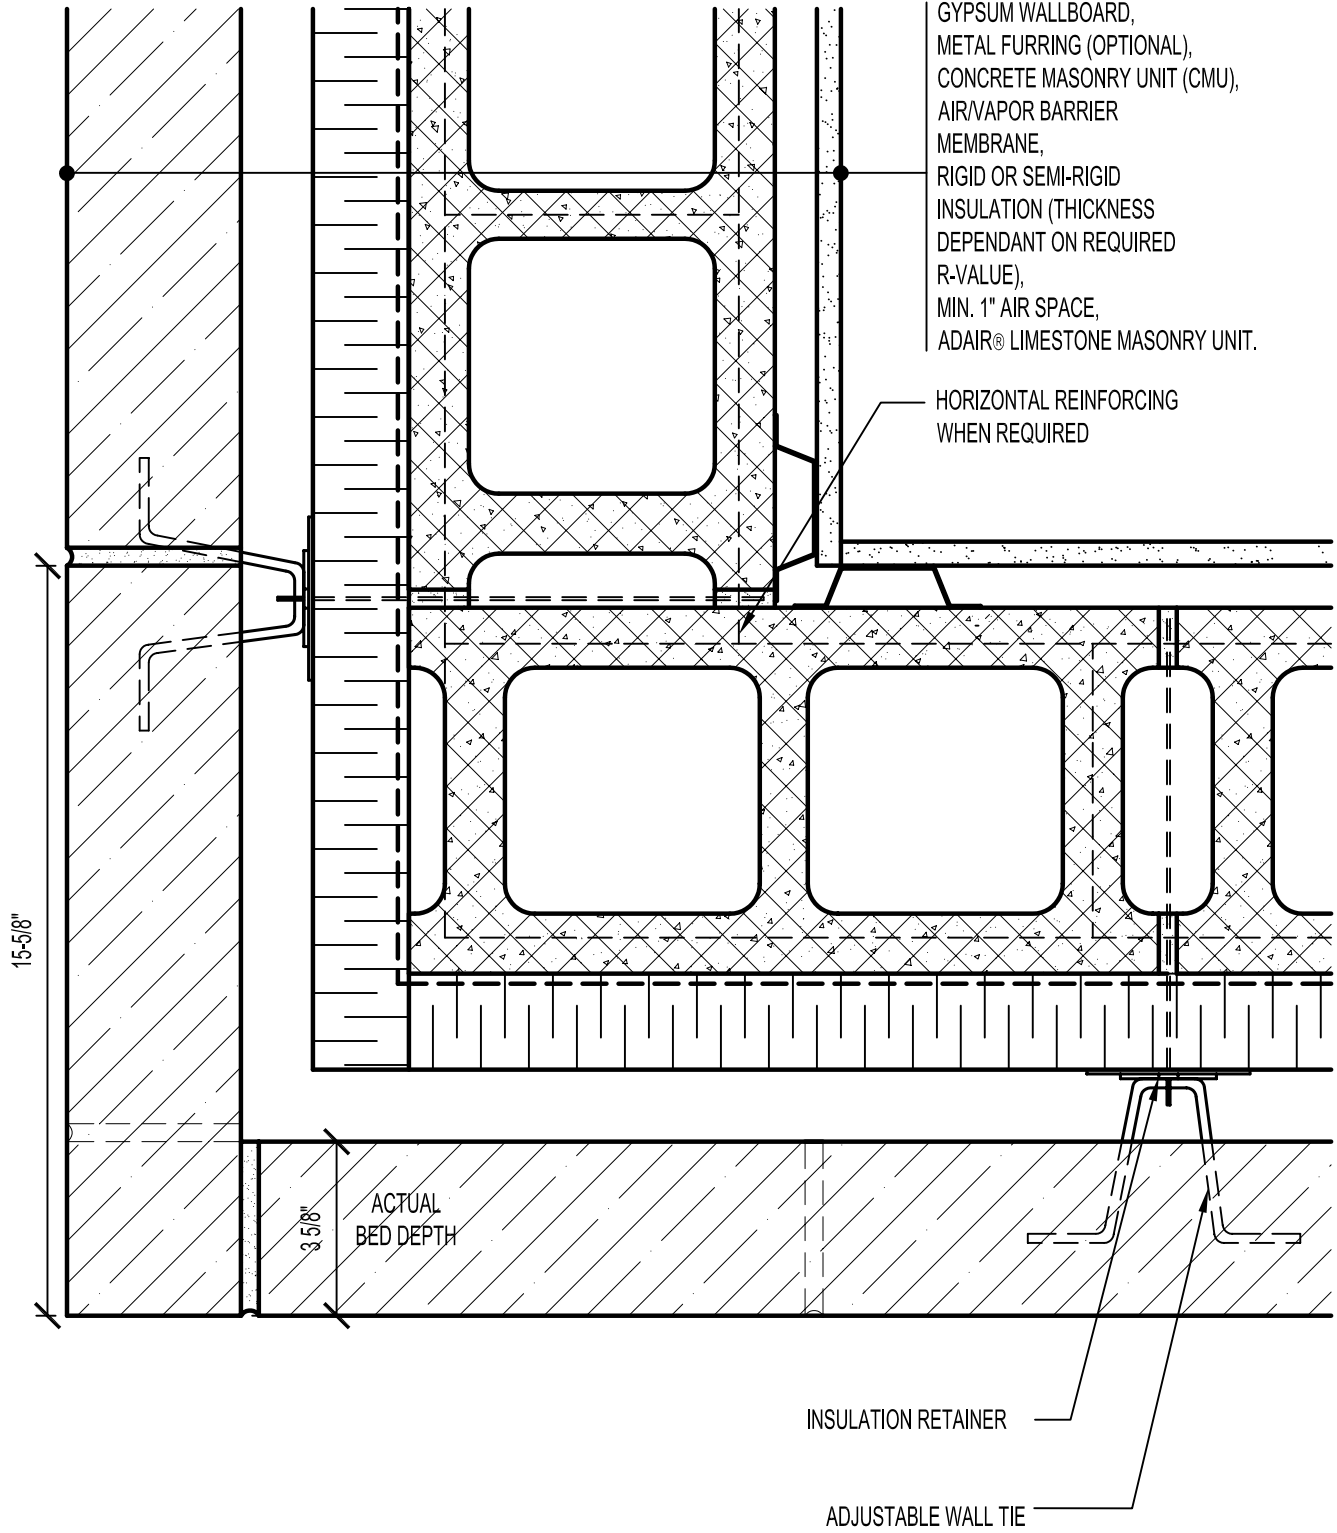 GYPSUM WALLBOARD,
METAL FURRING (OPTIONAL),
CONCRETE MASONRY UNIT (CMU),
AIR/VAPOR BARRIER
MEMBRANE,
RIGID OR SEMI-RIGID
INSULATION (THICKNESS
DEPENDANT ON REQUIRED
R-VALUE),
MIN. 1" AIR SPACE,
ADAIR® LIMESTONE MASONRY UNIT.
HORIZONTAL REINFORCING
WHEN REQUIRED
15-5/8"
3 5/8"
ACTUAL
BED DEPTH
INSULATION RETAINER
ADJUSTABLE WALL TIE